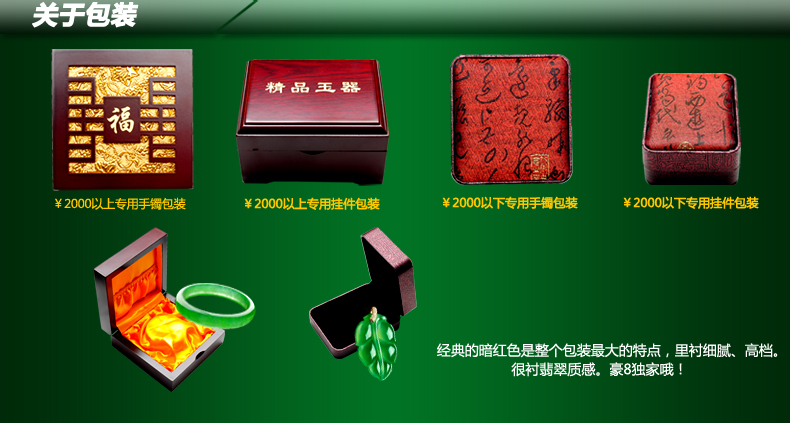 关于包装
福
精品玉器
￥2000以上专用手镯包装
￥2000以上专用挂件包装
￥2000以下专用手镯包装
￥2000以下专用挂件包装
经典的暗红色是整个包装最大的特点，里衬细腻、高档。
很衬翡翠质感。豪8独家哦！